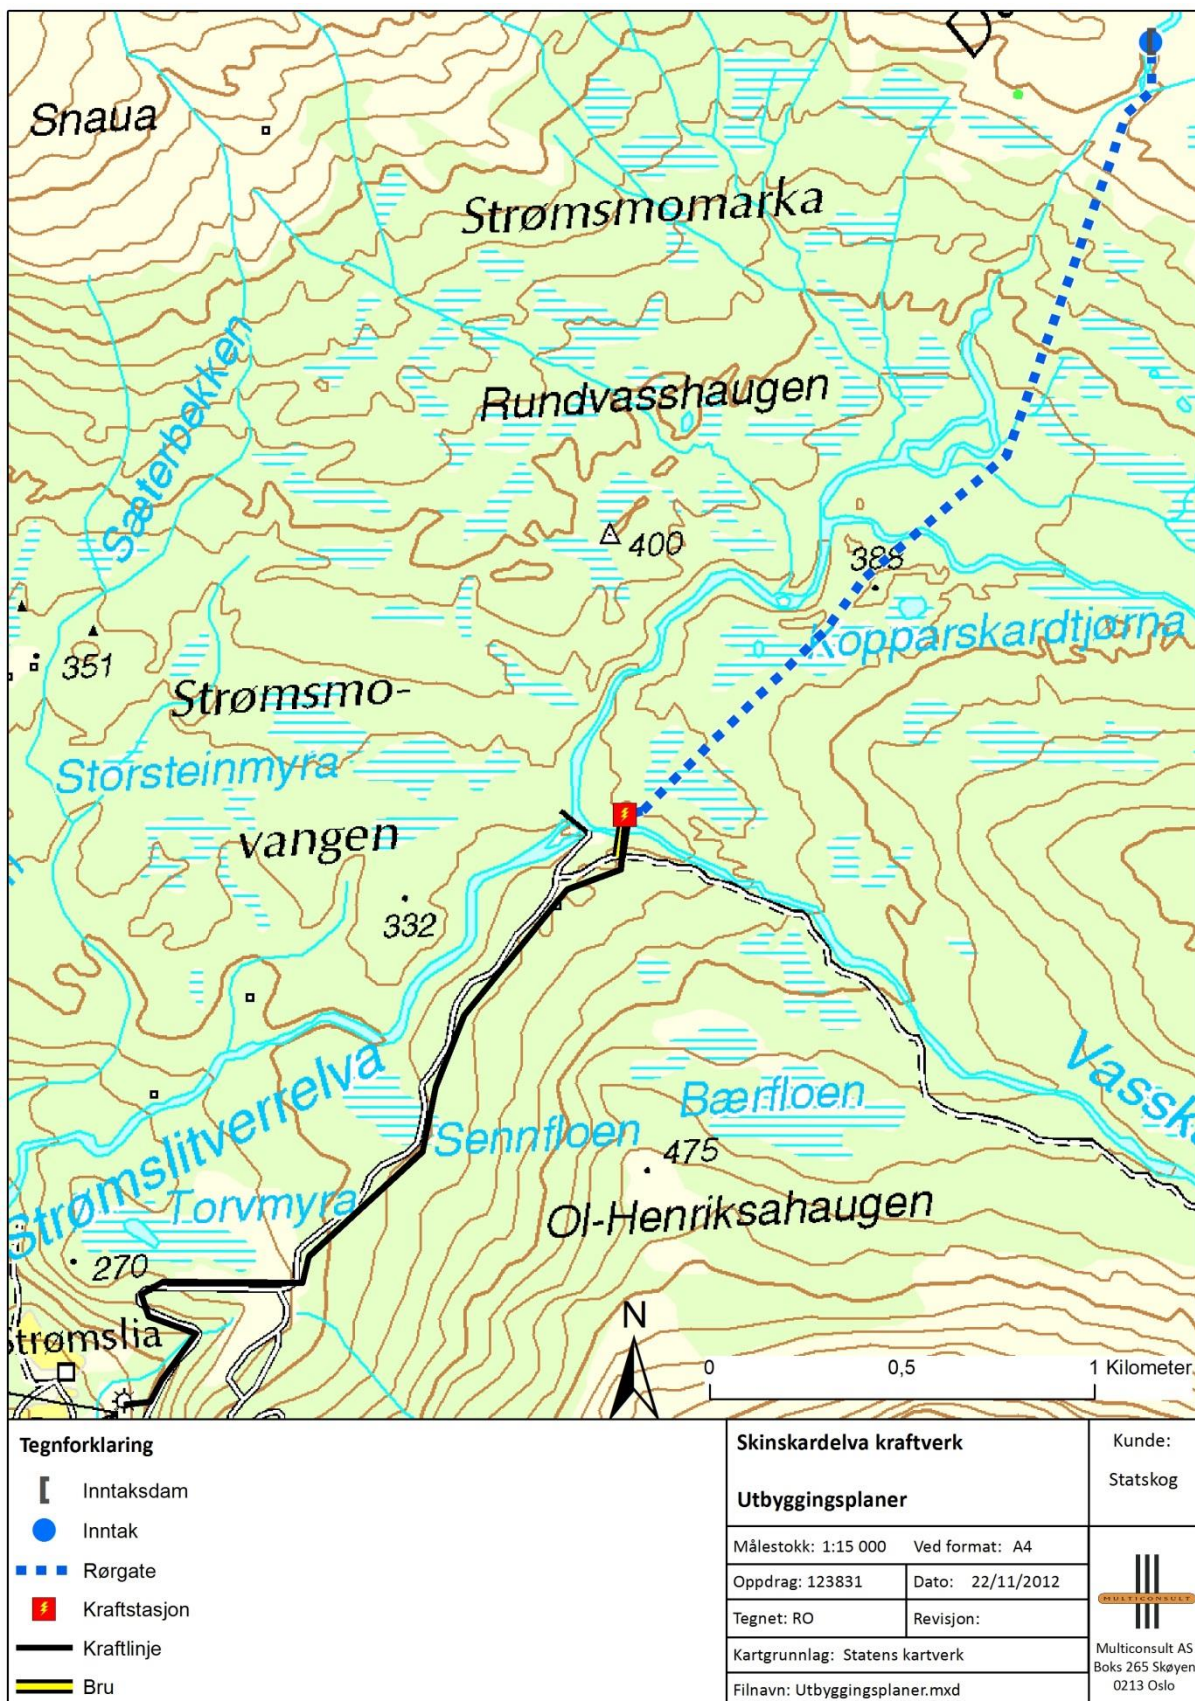 Snaua
Strømsmomarka
Rundvasshaugen
Sæterbekken
400
388
Kopparskardtjørna
351
Strømsmo-
Storsteinmyra
vangen
332
Strømslitverrelva
Bærfloen
Sennfloen
475
Vasska
Torvmyra
Ol-Henriksahaugen
270
Strømslia
N
0 0,5 1 Kilometer
Tegnforklaring
Inntaksdam
Inntak
Rørgate
Kraftstasjon
Kraftlinje
Bru
Skinskardelva kraftverk
Utbyggingsplaner
Kunde:
Statskog
Målestokk: 1:15 000 Ved format: A4
Oppdrag: 123831 Dato: 22/11/2012
Tegnet: RO Revisjon:
Kartgrunnlag: Statens kartverk
Filnavn: Utbyggingsplaner.mxd
MULTICONSULT
Multiconsult AS
Boks 265 Skøyen
0213 Oslo